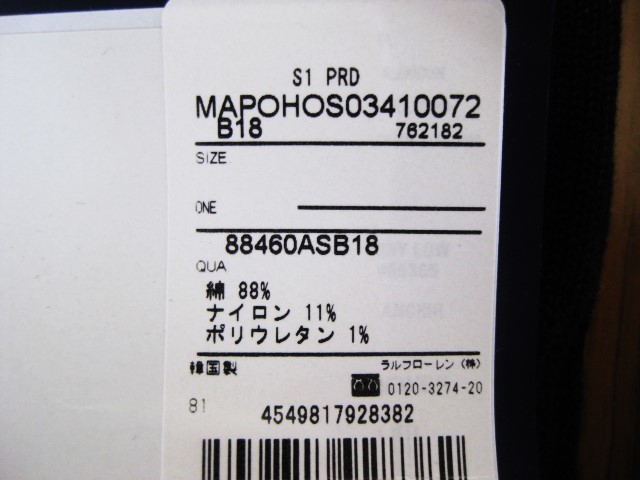 S1 PRD
MAPOHOS03410072
B18 762182
SIZE
ONE
88460ASB18
QUA
綿 88%
ナイロン 11%
ポリウレタン 1%
韓国製 ラルフローレン(株)
0120-3274-20
81 4549817928382